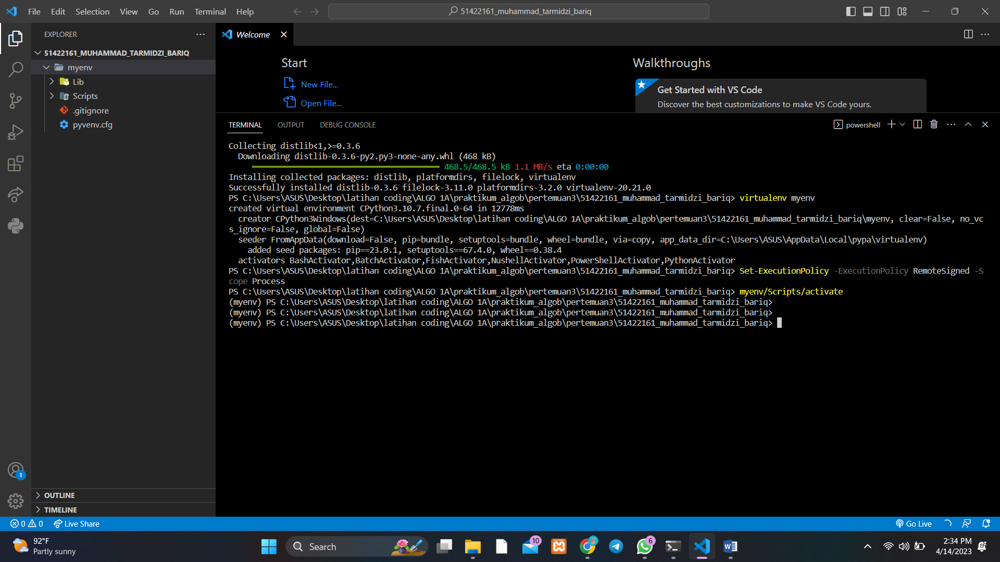 File Edit Selection View Go Run Terminal Help
51422161_muhammad_tarmidzi_bariq
EXPLORER
51422161_MUHAMMAD_TARMIDZI_BARIQ
myenv
Lib
Scripts
.gitignore
pyvenv.cfg
OUTLINE
TIMELINE
Welcome
Start
New File...
Open File...
Walkthroughs
Get Started with VS Code
Discover the best customizations to make VS Code yours.
TERMINAL OUTPUT DEBUG CONSOLE
powershell
Collecting distlib<1,>=0.3.6
  Downloading distlib-0.3.6-py2.py3-none-any.whl (468 kB)
468.5/468.5 kB 1.1 MB/s eta 0:00:00
Installing collected packages: distlib, platformdirs, filelock, virtualenv
Successfully installed distlib-0.3.6 filelock-3.11.0 platformdirs-3.2.0 virtualenv-20.21.0
PS C:\Users\ASUS\Desktop\latihan coding\ALGO 1A\praktikum_algob\pertemuan3\51422161_muhammad_tarmidzi_bariq> virtualenv myenv
created virtual environment CPython3.10.7.final.0-64 in 12778ms
  creator CPython3Windows(dest=C:\Users\ASUS\Desktop\latihan coding\ALGO 1A\praktikum_algob\pertemuan3\51422161_muhammad_tarmidzi_bariq\myenv, clear=False, no_vc
s_ignore=False, global=False)
  seeder FromAppData(download=False, pip=bundle, setuptools=bundle, wheel=bundle, via=copy, app_data_dir=C:\Users\ASUS\AppData\Local\pypa\virtualenv)
    added seed packages: pip==23.0.1, setuptools==67.4.0, wheel==0.38.4
  activators BashActivator,BatchActivator,FishActivator,NushellActivator,PowerShellActivator,PythonActivator
PS C:\Users\ASUS\Desktop\latihan coding\ALGO 1A\praktikum_algob\pertemuan3\51422161_muhammad_tarmidzi_bariq> Set-ExecutionPolicy -ExecutionPolicy RemoteSigned -S
cope Process
PS C:\Users\ASUS\Desktop\latihan coding\ALGO 1A\praktikum_algob\pertemuan3\51422161_muhammad_tarmidzi_bariq> myenv/Scripts/activate
(myenv) PS C:\Users\ASUS\Desktop\latihan coding\ALGO 1A\praktikum_algob\pertemuan3\51422161_muhammad_tarmidzi_bariq>
(myenv) PS C:\Users\ASUS\Desktop\latihan coding\ALGO 1A\praktikum_algob\pertemuan3\51422161_muhammad_tarmidzi_bariq>
(myenv) PS C:\Users\ASUS\Desktop\latihan coding\ALGO 1A\praktikum_algob\pertemuan3\51422161_muhammad_tarmidzi_bariq>
1
0 0 Live Share
Go Live
92°F
Partly sunny
Search
10
3
6
2:34 PM
4/14/2023